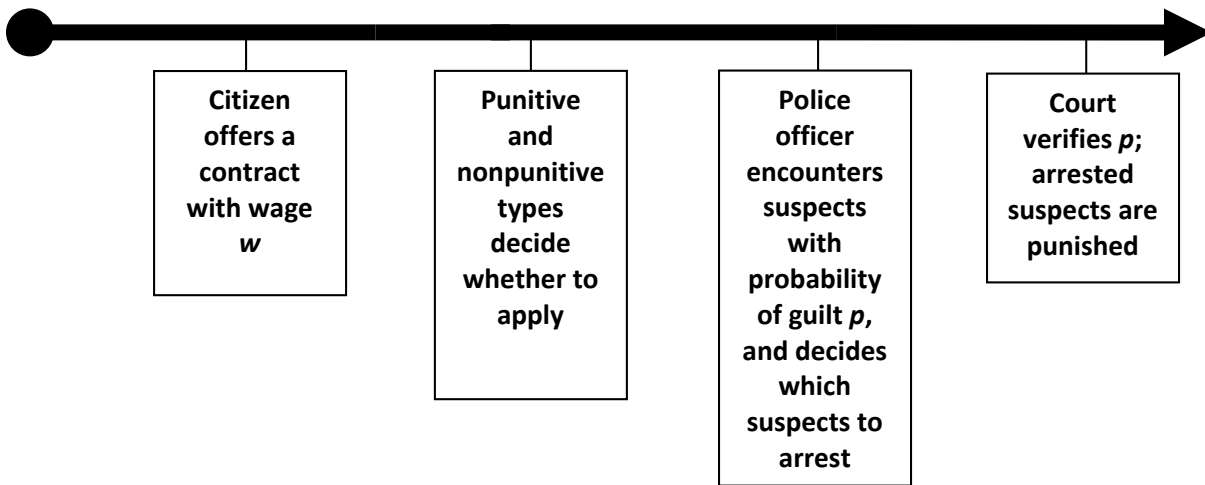 Citizen
offers a
contract
with wage
w
Punitive
and
nonpunitive
types
decide
whether to
apply
Police
officer
encounters
suspects
with
probability
of guilt p,
and decides
which
suspects to
arrest
Court
verifies p;
arrested
suspects are
punished